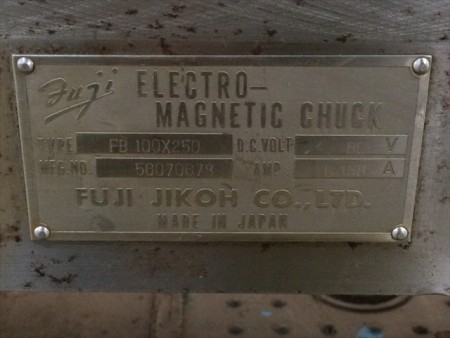 Fuji ELECTRO-
MAGNETIC CHUCK
TYPE FB 100X250 D.C.VOLT V
MFG.NO. AMP. A
FUJI JIKOH CO., LTD.
MADE IN JAPAN